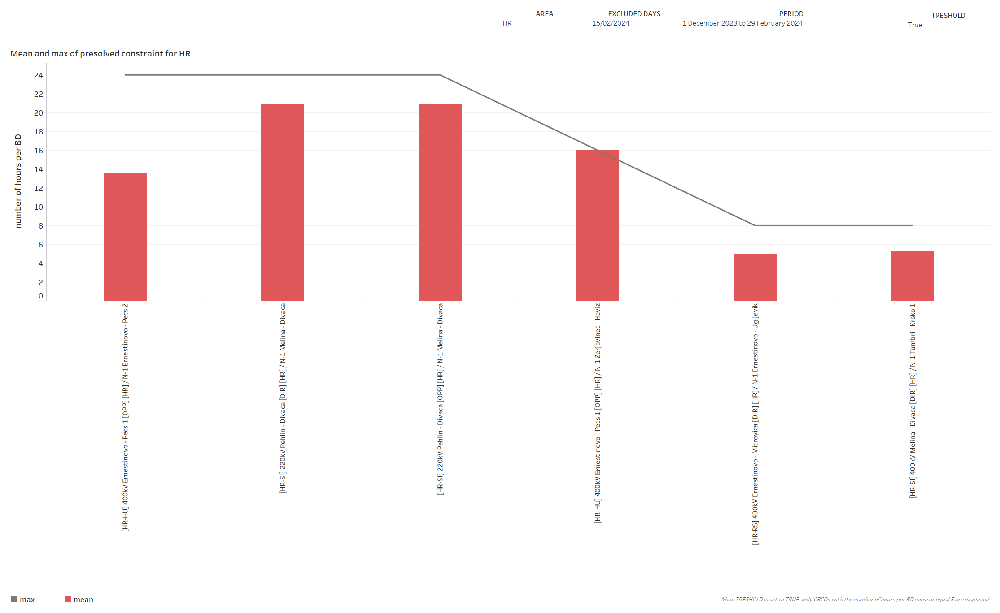 AREA
HR
EXCLUDED DAYS
15/02/2024
PERIOD
1 December 2023 to 29 February 2024
TRESHOLD
True
Mean and max of presolved constraint for HR
number of hours per BD
24
22
20
18
16
14
12
10
8
6
4
2
0
[HR-HU] 400kV Ernestinovo - Pecs 1 [OPP] [HR] / N-1 Ernestinovo - Pecs 2
[HR-SI] 220kV Pehlin - Divaca [DIR] [HR] / N-1 Melina - Divaca
[HR-SI] 220kV Pehlin - Divaca [OPP] [HR] / N-1 Melina - Divaca
[HR-HU] 400kV Ernestinovo - Pecs 1 [OPP] [HR] / N-1 Zerjavinec - Heviz
[HR-RS] 400kV Ernestinovo - Mitrovica [DIR] [HR] / N-1 Ernestinovo - Ugljevik
[HR-SI] 400kV Melina - Divaca [DIR] [HR] / N-1 Tumbri - Krsko 1
max
mean
When TRESHOLD is set to TRUE, only CBCOs with the number of hours per BD more or equal 5 are displayed.